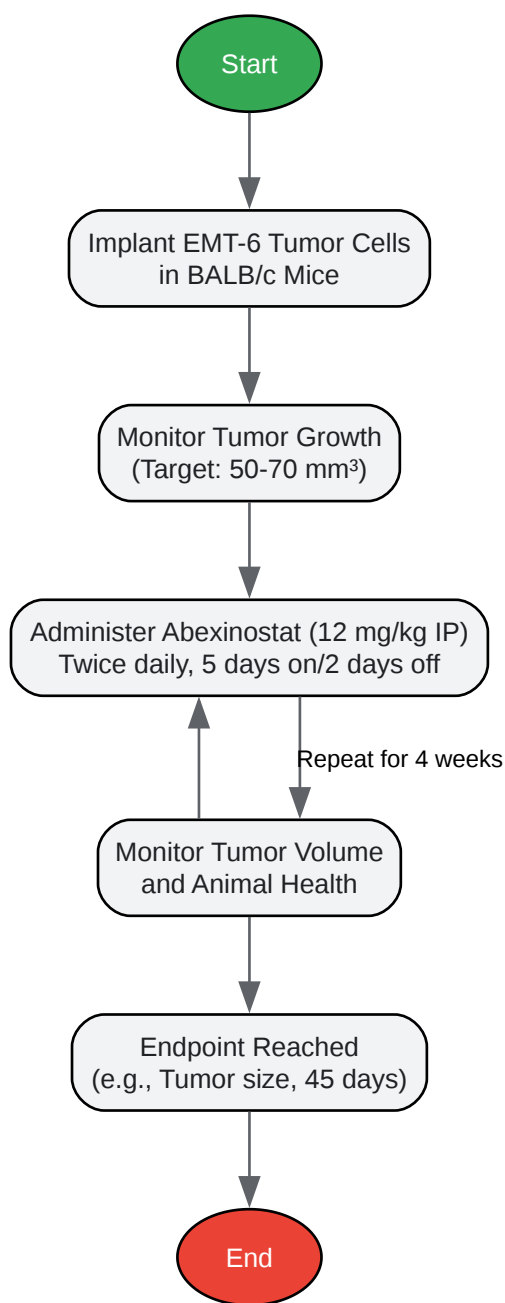 Start
Implant EMT-6 Tumor Cells
in BALB/c Mice
Monitor Tumor Growth
(Target: 50-70 mm³)
Administer Abexinostat (12 mg/kg IP)
Twice daily, 5 days on/2 days off
Repeat for 4 weeks
Monitor Tumor Volume
and Animal Health
Endpoint Reached
(e.g., Tumor size, 45 days)
End